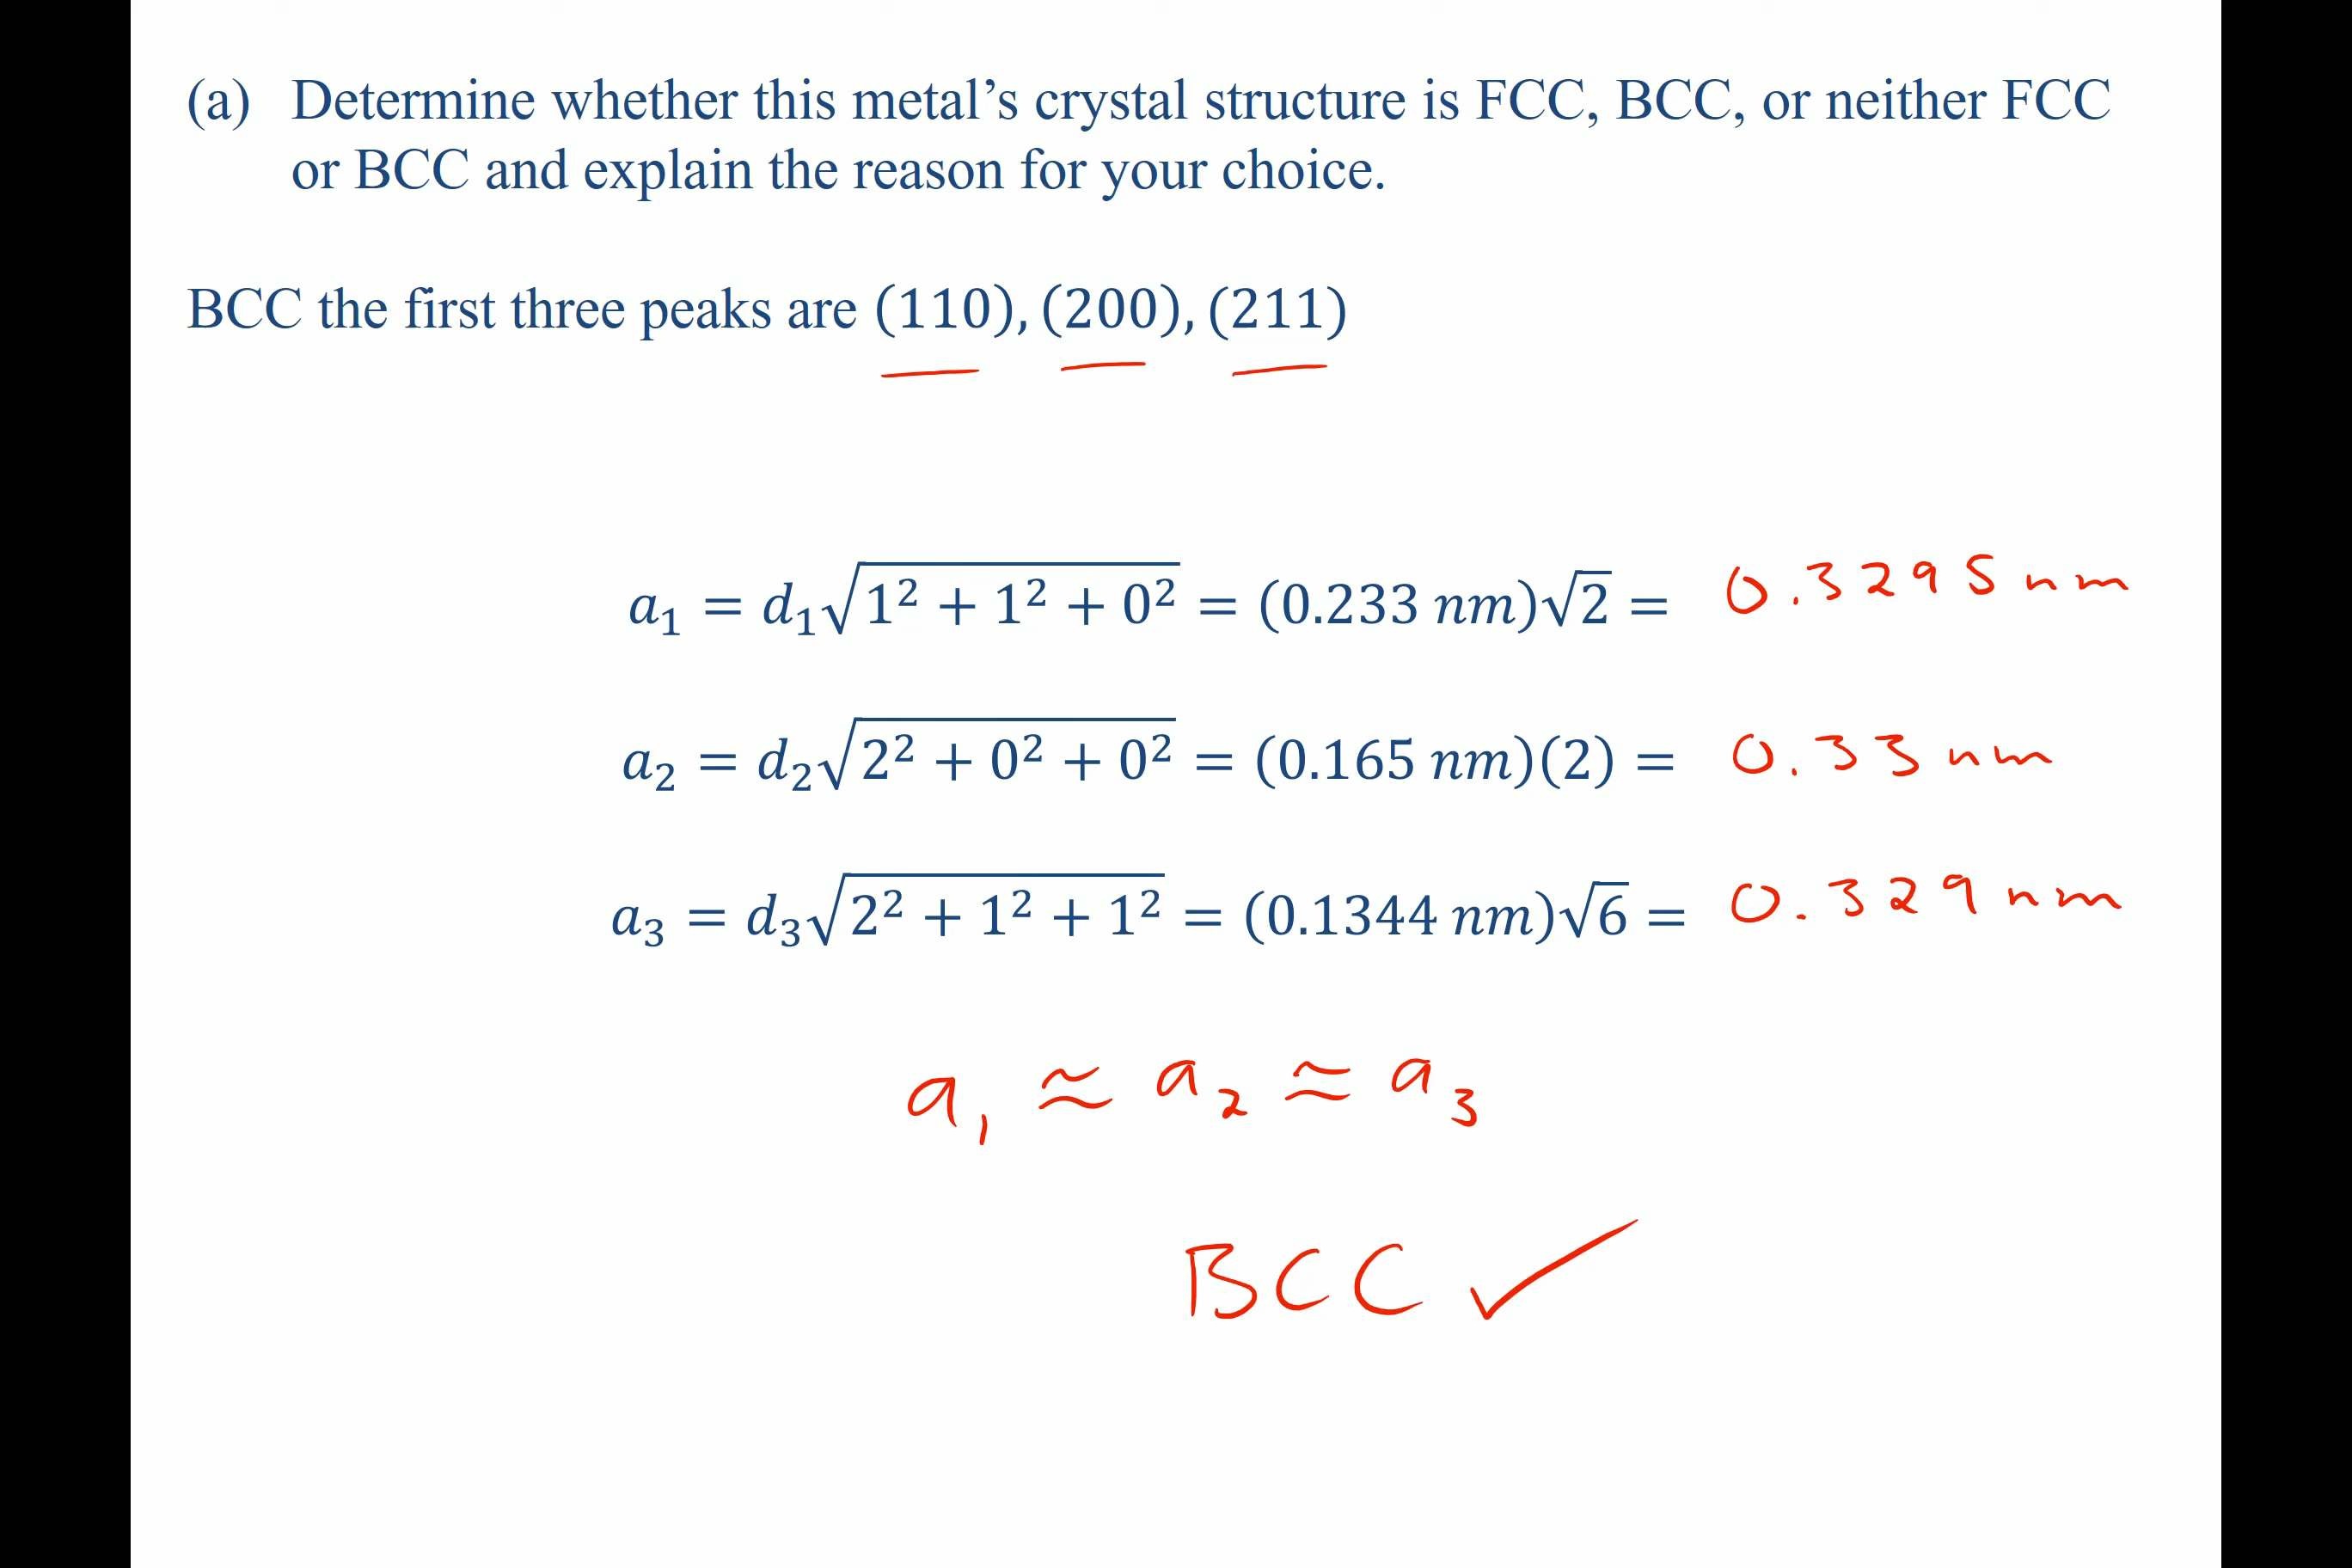 (a) Determine whether this metal’s crystal structure is FCC, BCC, or neither FCC
or BCC and explain the reason for your choice.
BCC the first three peaks are (110), (200), (211)
a₁ = d₁√(1² + 1² + 0²) = (0.233 nm)√2 = 0.3295 nm
a₂ = d₂√(2² + 0² + 0²) = (0.165 nm)(2) = 0.33 nm
a₃ = d₃√(2² + 1² + 1²) = (0.1344 nm)√6 = 0.329 nm
a₁ ≈ a₂ ≈ a₃
BCC ✓